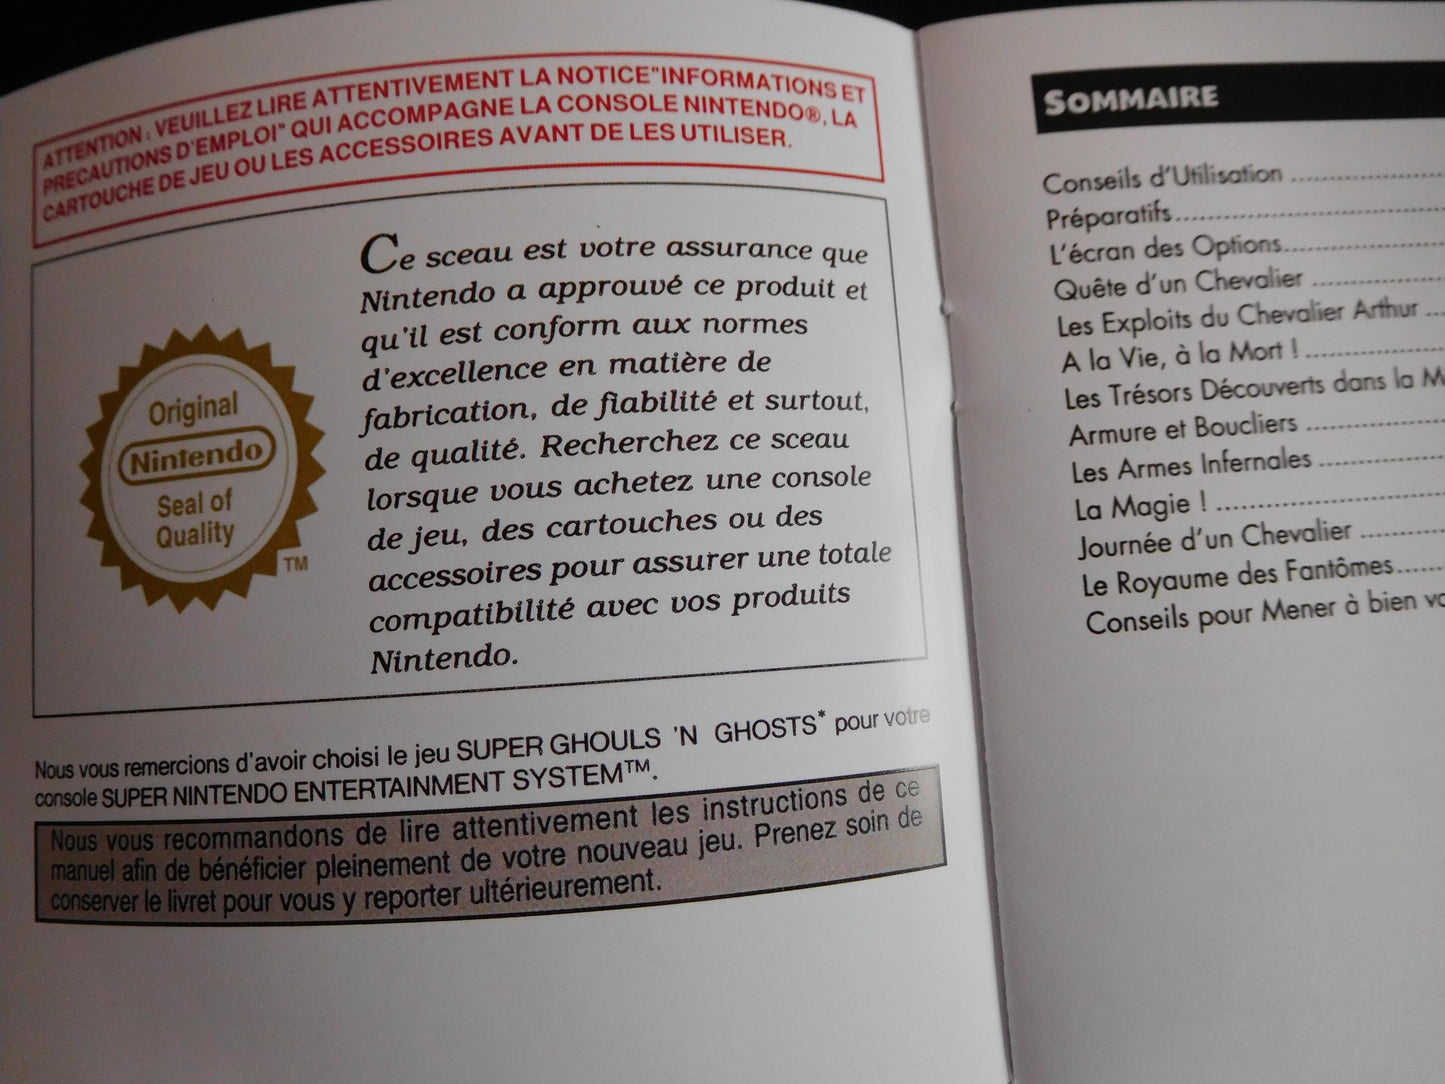 ATTENTION : VEUILLEZ LIRE ATTENTIVEMENT LA NOTICE"INFORMATIONS ET
PRECAUTIONS D'EMPLOI" QUI ACCOMPAGNE LA CONSOLE NINTENDO®, LA
CARTOUCHE DE JEU OU LES ACCESSOIRES AVANT DE LES UTILISER.
Original
Nintendo
Seal of
Quality
TM
Ce sceau est votre assurance que
Nintendo a approuvé ce produit et
qu'il est conform aux normes
d'excellence en matière de
fabrication, de fiabilité et surtout,
de qualité. Recherchez ce sceau
lorsque vous achetez une console
de jeu, des cartouches ou des
accessoires pour assurer une totale
compatibilité avec vos produits
Nintendo.
Nous vous remercions d'avoir choisi le jeu SUPER GHOULS 'N GHOSTS* pour votre
console SUPER NINTENDO ENTERTAINMENT SYSTEM™.
Nous vous recommandons de lire attentivement les instructions de ce
manuel afin de bénéficier pleinement de votre nouveau jeu. Prenez soin de
conserver le livret pour vous y reporter ultérieurement.
SOMMAIRE
Conseils d'Utilisation
Préparatifs
L'écran des Options
Quête d'un Chevalier
Les Exploits du Chevalier Arthur
A la Vie, à la Mort !
Les Trésors Découverts dans la
Armure et Boucliers
Les Armes Infernales
La Magie !
Journée d'un Chevalier
Le Royaume des Fantômes
Conseils pour Mener à bien